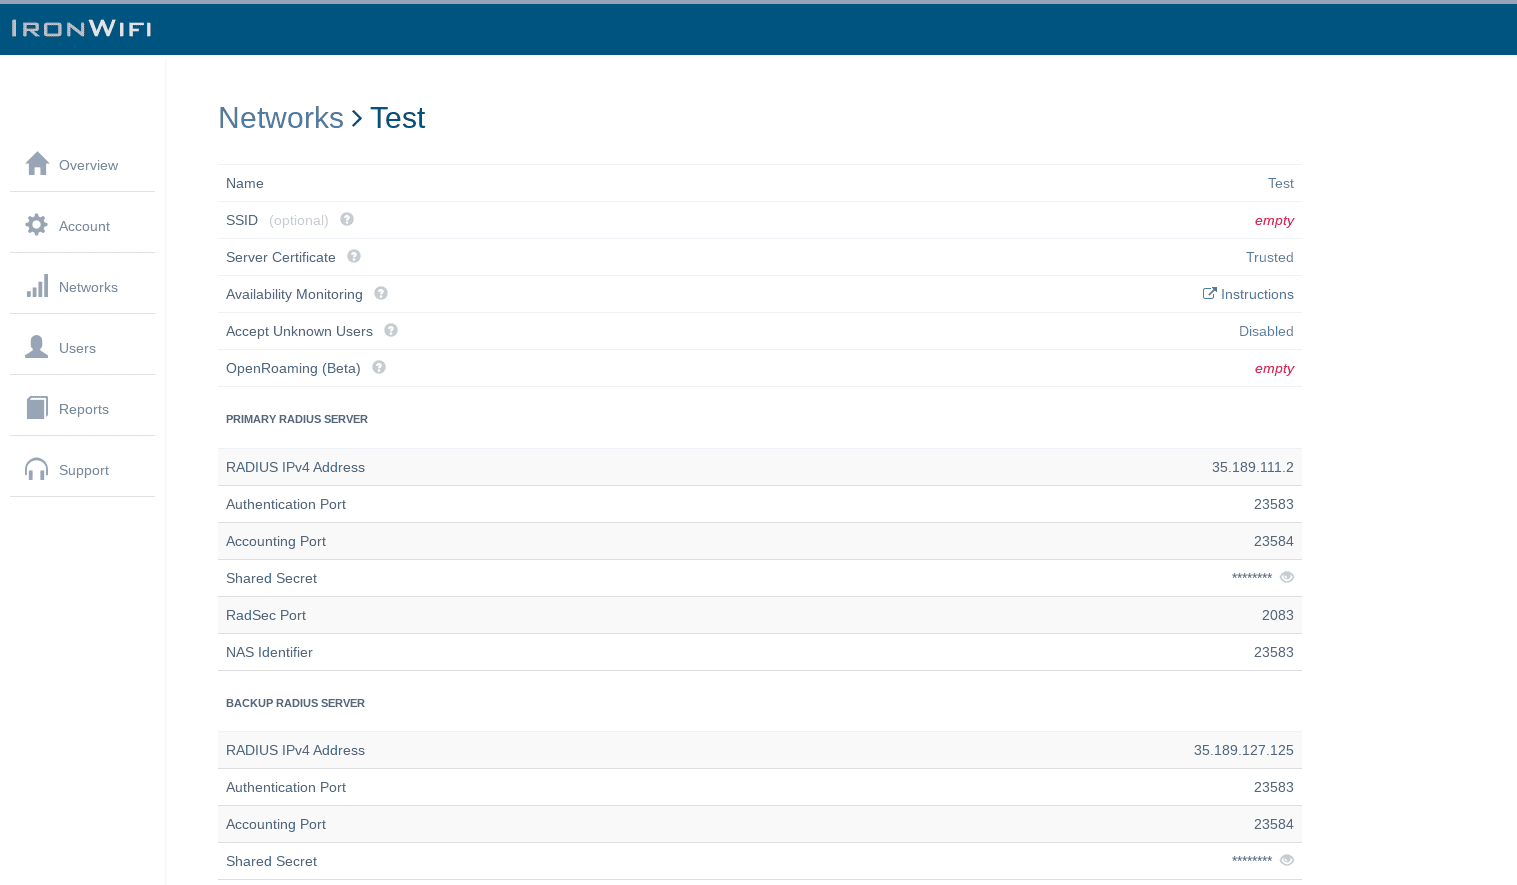 IRONWIFI
Networks > Test
Overview
Account
Networks
Users
Reports
Support
Name Test
SSID (optional) ? empty
Server Certificate ? Trusted
Availability Monitoring ? Instructions
Accept Unknown Users ? Disabled
OpenRoaming (Beta) ? empty
PRIMARY RADIUS SERVER
RADIUS IPv4 Address 35.189.111.2
Authentication Port 23583
Accounting Port 23584
Shared Secret ********
RadSec Port 2083
NAS Identifier 23583
BACKUP RADIUS SERVER
RADIUS IPv4 Address 35.189.127.125
Authentication Port 23583
Accounting Port 23584
Shared Secret ********